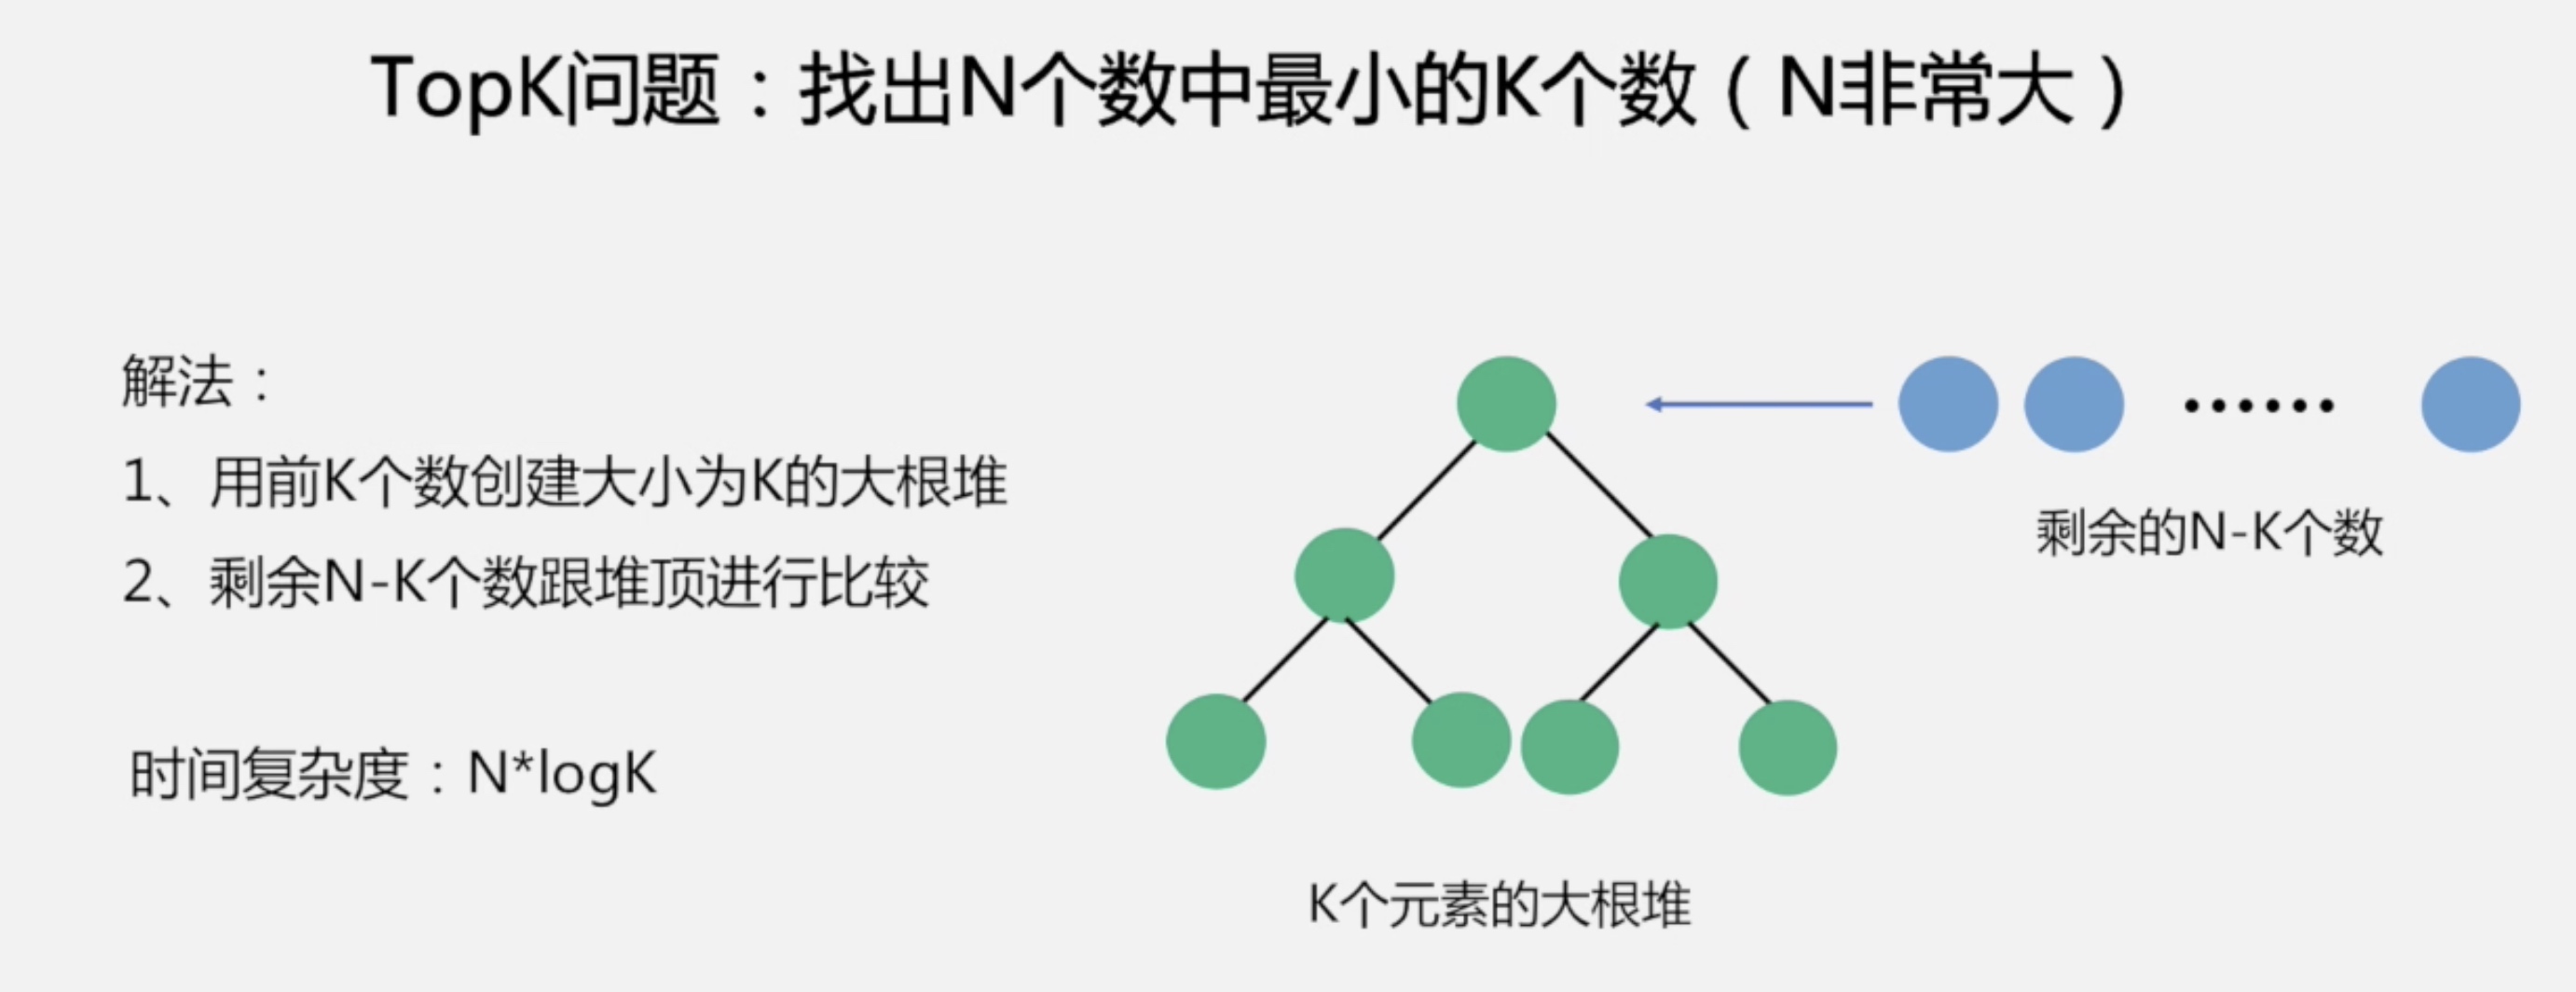 TopK问题：找出N个数中最小的K个数（N非常大）
解法：
1、用前K个数创建大小为K的大根堆
2、剩余N-K个数跟堆顶进行比较
时间复杂度：N*logK
······
剩余的N-K个数
K个元素的大根堆